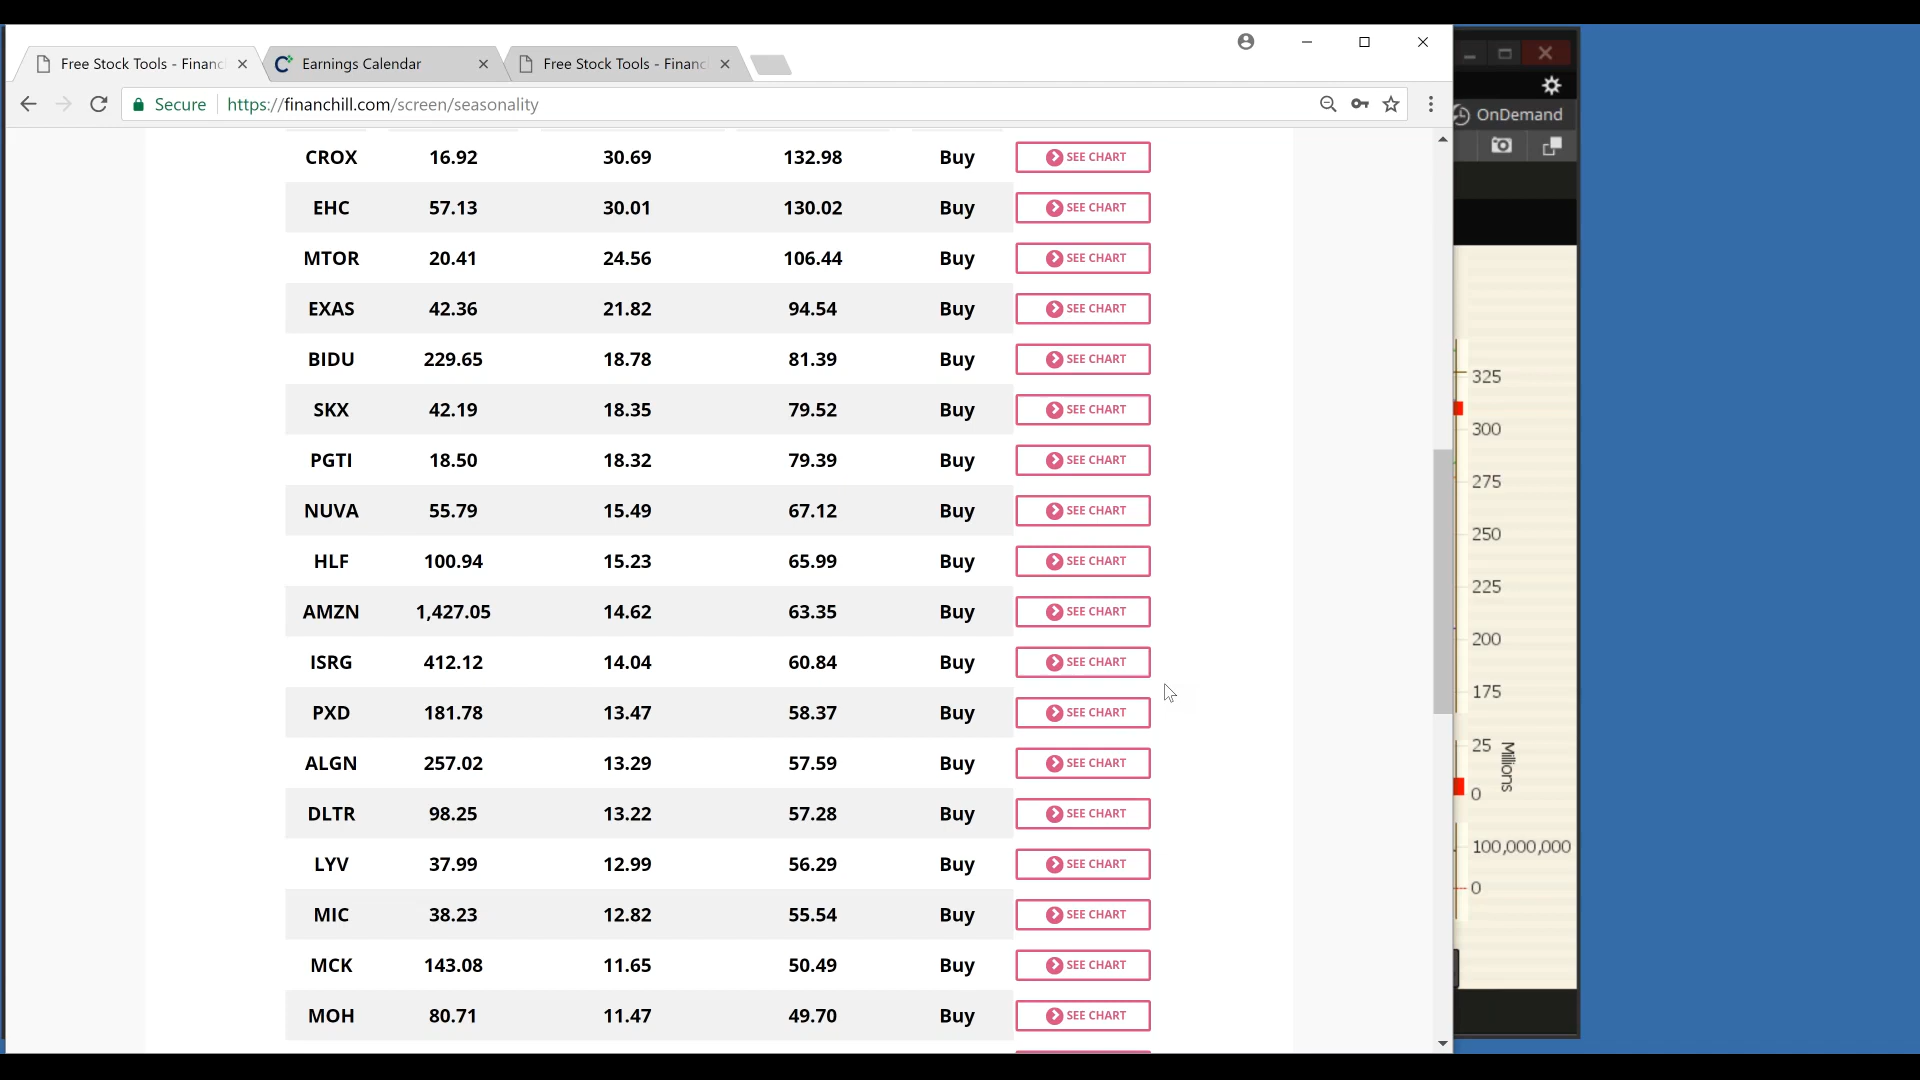 Free Stock Tools - Financ
Earnings Calendar
Free Stock Tools - Financ
Secure
https://financhill.com/screen/seasonality
OnDemand
CROX 16.92 30.69 132.98 Buy SEE CHART
EHC 57.13 30.01 130.02 Buy SEE CHART
MTOR 20.41 24.56 106.44 Buy SEE CHART
EXAS 42.36 21.82 94.54 Buy SEE CHART
BIDU 229.65 18.78 81.39 Buy SEE CHART
SKX 42.19 18.35 79.52 Buy SEE CHART
PGTI 18.50 18.32 79.39 Buy SEE CHART
NUVA 55.79 15.49 67.12 Buy SEE CHART
HLF 100.94 15.23 65.99 Buy SEE CHART
AMZN 1,427.05 14.62 63.35 Buy SEE CHART
ISRG 412.12 14.04 60.84 Buy SEE CHART
PXD 181.78 13.47 58.37 Buy SEE CHART
ALGN 257.02 13.29 57.59 Buy SEE CHART
DLTR 98.25 13.22 57.28 Buy SEE CHART
LYV 37.99 12.99 56.29 Buy SEE CHART
MIC 38.23 12.82 55.54 Buy SEE CHART
MCK 143.08 11.65 50.49 Buy SEE CHART
MOH 80.71 11.47 49.70 Buy SEE CHART
325
300
275
250
225
200
175
25
Millions
0
100,000,000
0